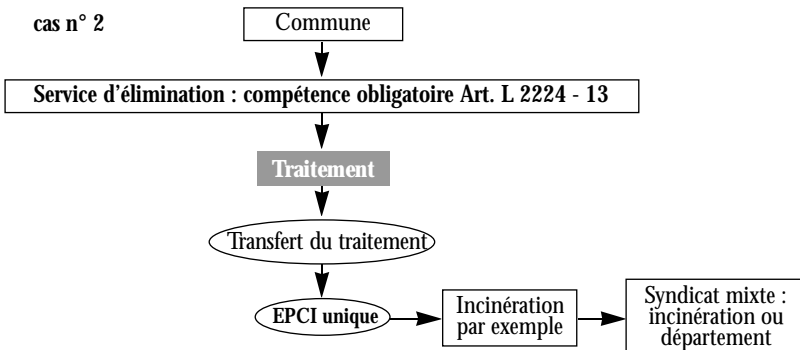 cas n° 2
Commune
Service d'élimination : compétence obligatoire Art. L 2224 - 13
Traitement
Transfert du traitement
EPCI unique
Incinération
par exemple
Syndicat mixte :
incinération ou
département